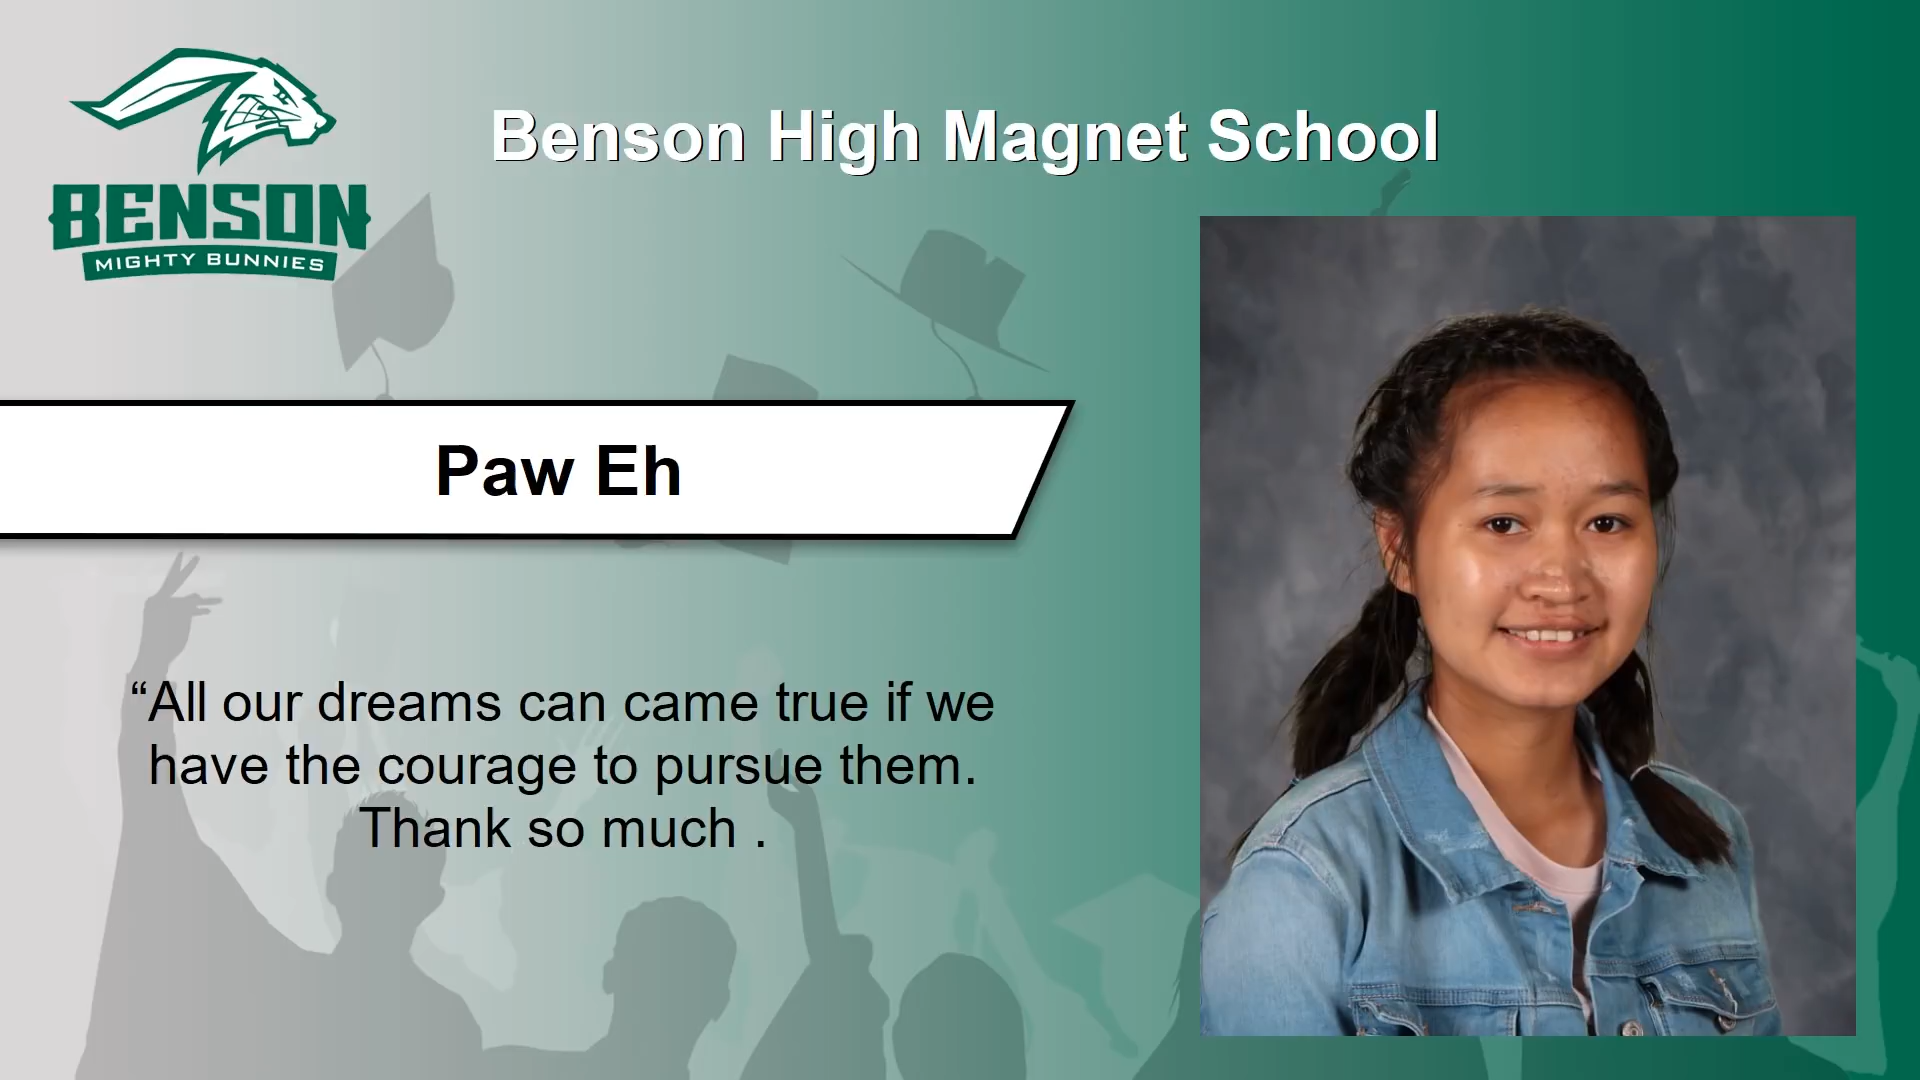 BENSON
MIGHTY BUNNIES
Benson High Magnet School
Paw Eh
“All our dreams can came true if we
have the courage to pursue them.
Thank so much .